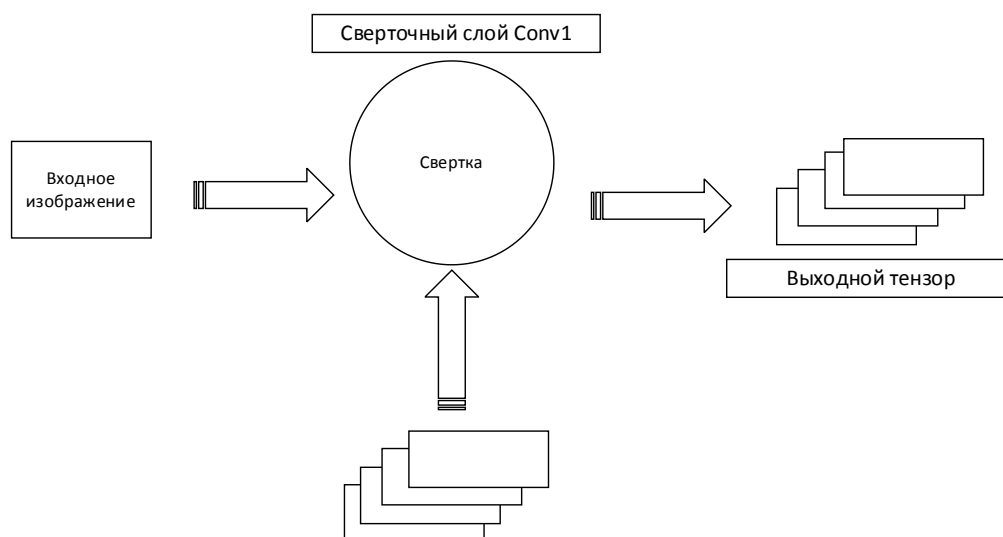 Сверточный слой Conv1
Свертка
Входное
изображение
Выходной тензор